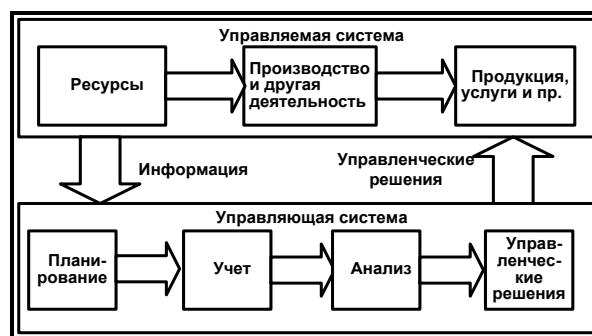 Управляемая система
Ресурсы
Производство
и другая
деятельность
Продукция,
услуги и пр.
Информация
Управленческие
решения
Управляющая система
Плани-
рование
Учет
Анализ
Управ-
ленчес-
кие
решения